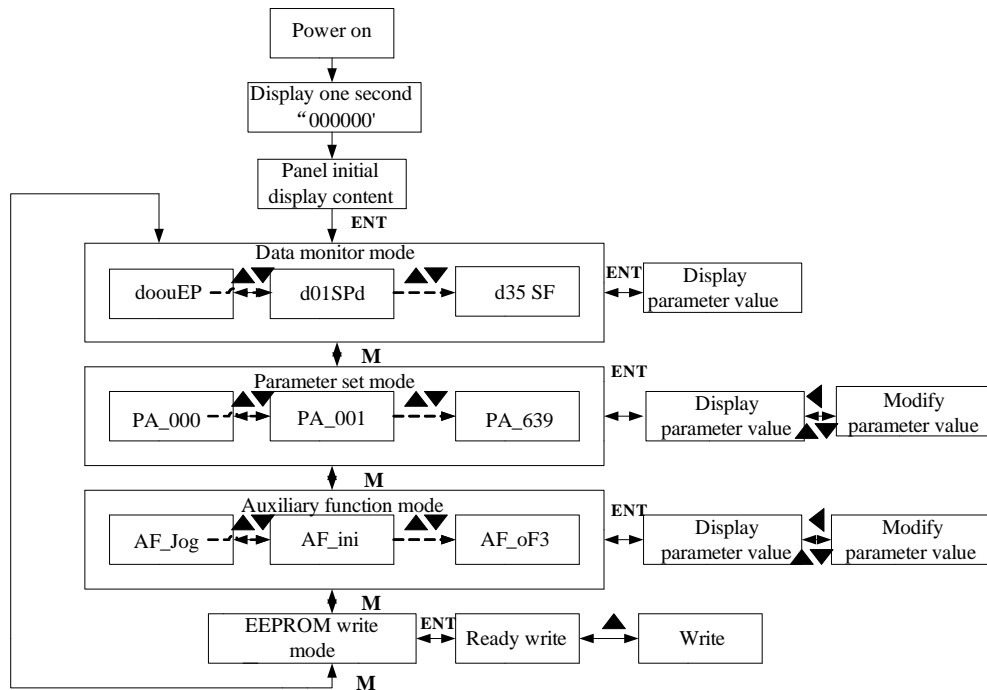 Power on
Display one second
“000000'
Panel initial
display content
ENT
Data monitor mode
doouEP
d01SPd
d35 SF
ENT
Display
parameter value
M
Parameter set mode
PA_000
PA_001
PA_639
ENT
Display
parameter value
Modify
parameter value
M
Auxiliary function mode
AF_Jog
AF_ini
AF_oF3
ENT
Display
parameter value
Modify
parameter value
M
EEPROM write
mode
ENT
Ready write
Write
M